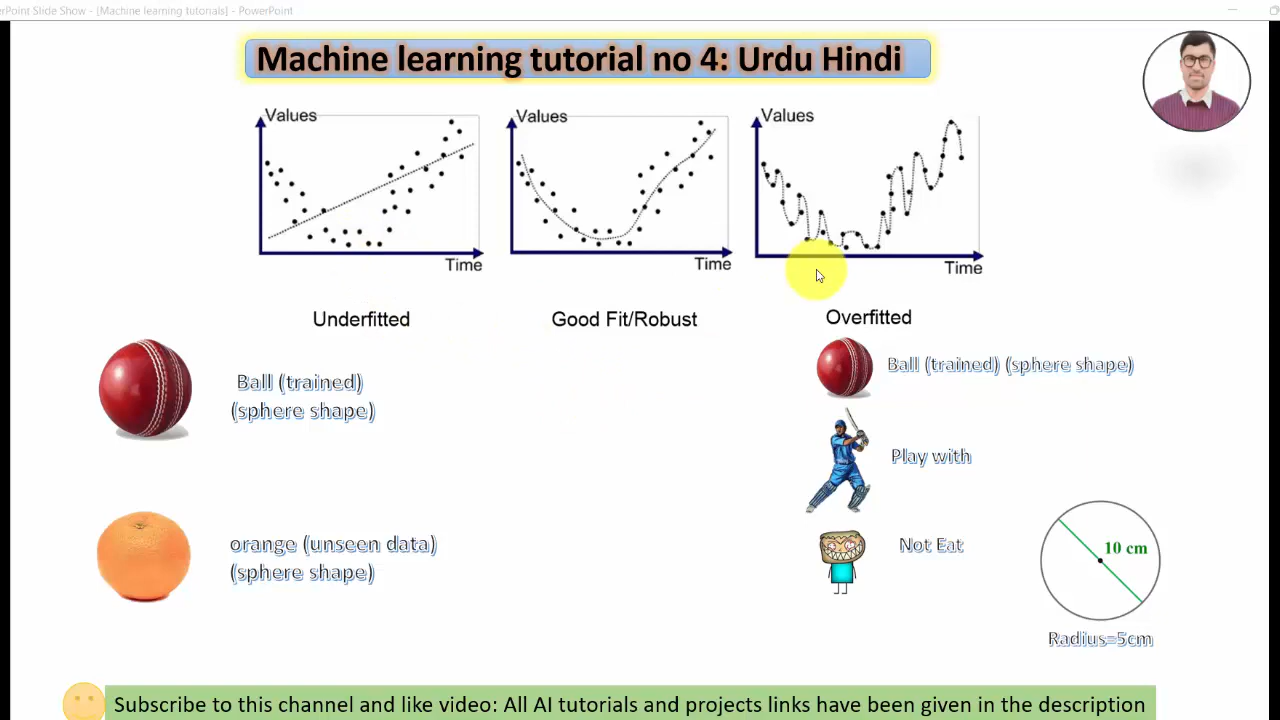 rPoint Slide Show - [Machine learning tutorials] - PowerPoint
Machine learning tutorial no 4: Urdu Hindi
Values
Time
Values
Time
Values
Time
Underfitted
Good Fit/Robust
Overfitted
Ball (trained)
(sphere shape)
orange (unseen data)
(sphere shape)
Ball (trained) (sphere shape)
Play with
Not Eat
10 cm
Radius=5cm
Subscribe to this channel and like video: All AI tutorials and projects links have been given in the description